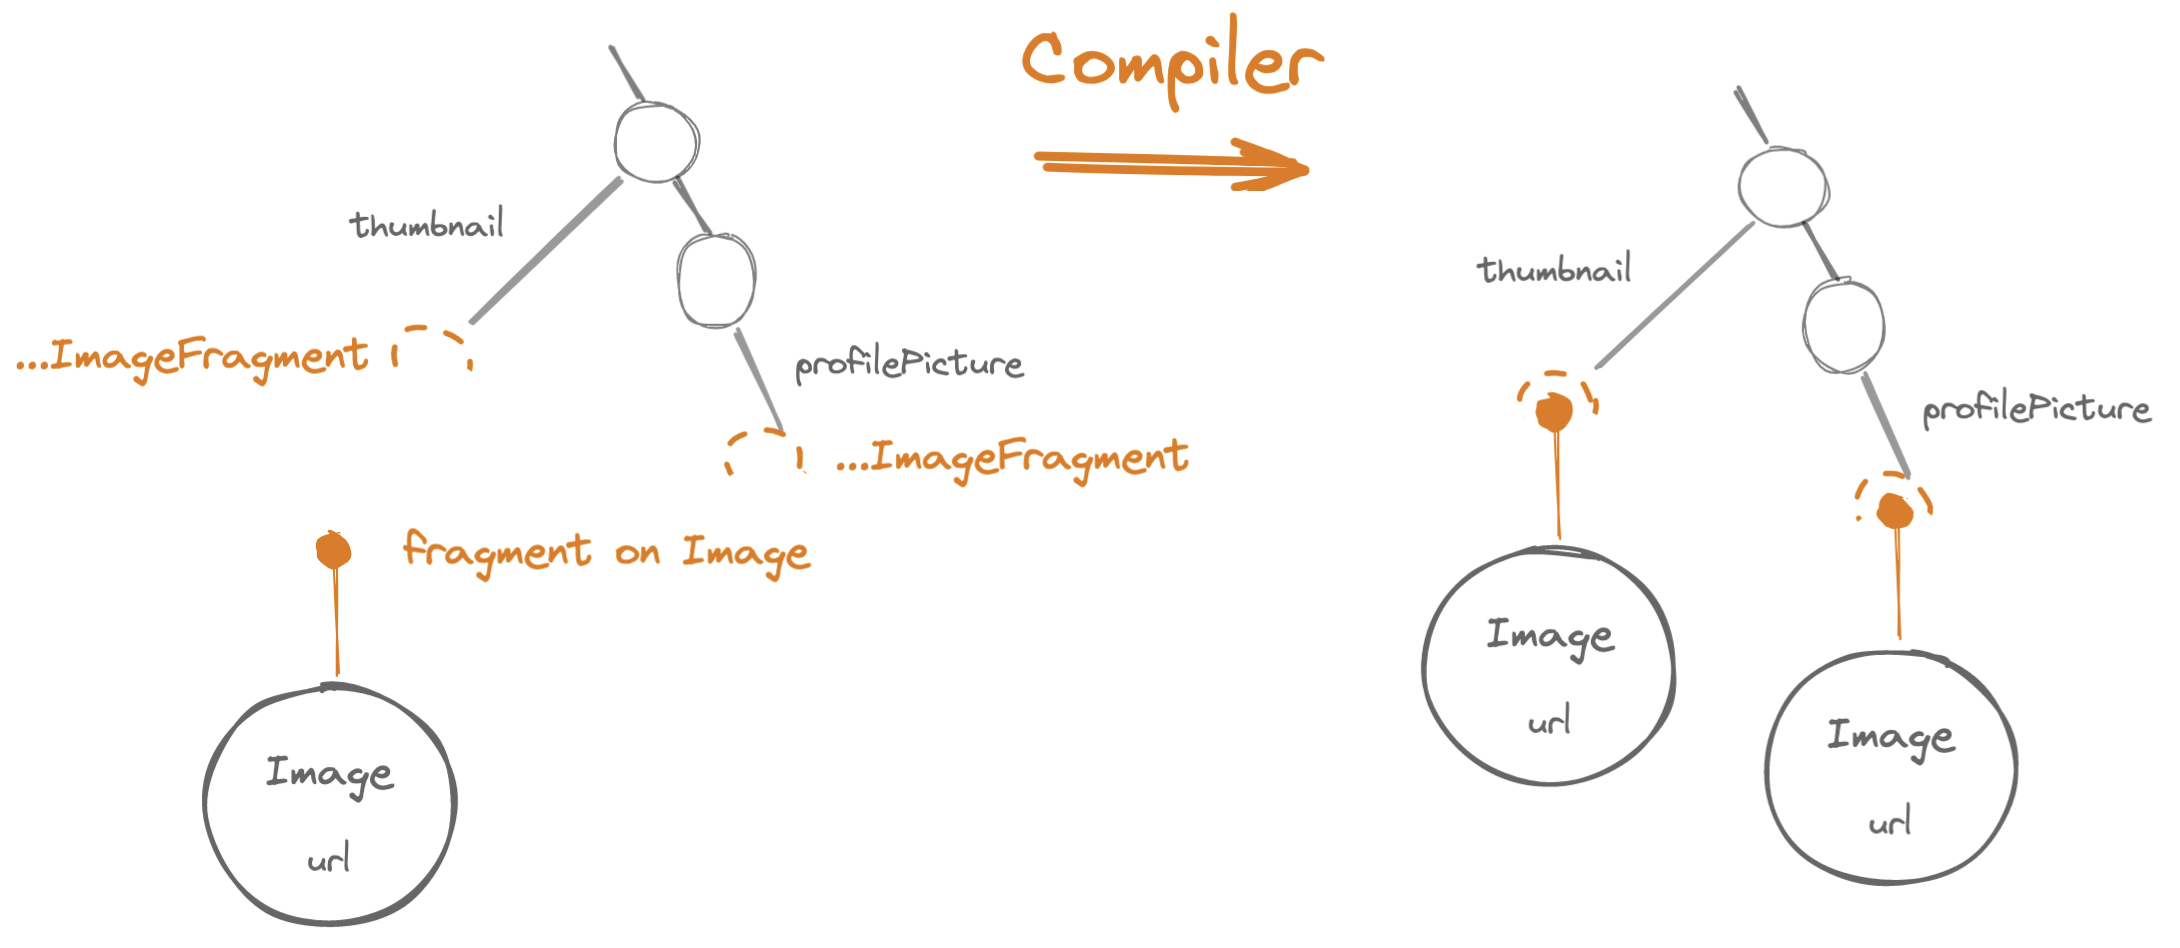 Compiler
thumbnail
...ImageFragment
profilePicture
...ImageFragment
fragment on Image
Image
url
thumbnail
profilePicture
Image
url
Image
url